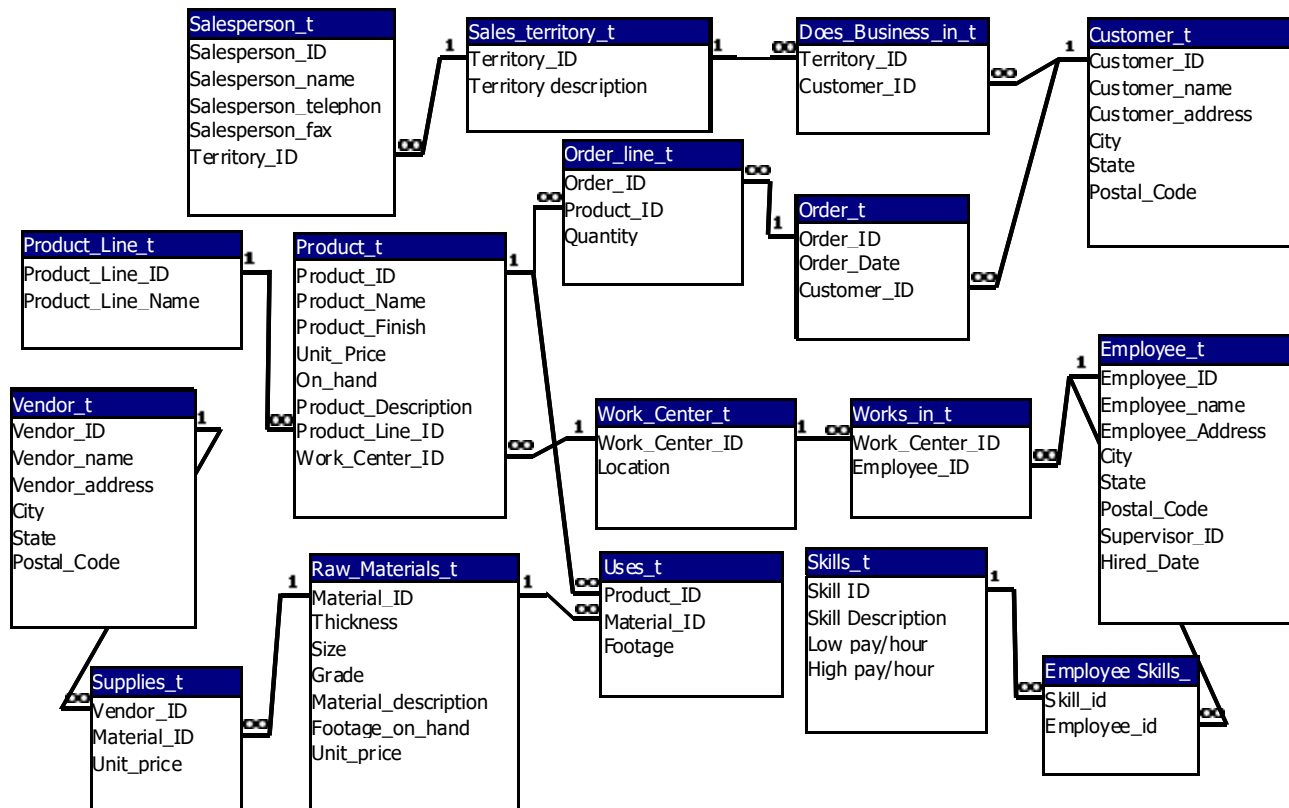 Salesperson_t
Salesperson_ID
Salesperson_name
Salesperson_telephon
Salesperson_fax
Territory_ID
1
∞
Sales_territory_t
Territory_ID
Territory description
1
∞
Does_Business_in_t
Territory_ID
Customer_ID
∞
1
Customer_t
Customer_ID
Customer_name
Customer_address
City
State
Postal_Code
Order_line_t
Order_ID
Product_ID
Quantity
∞
∞
1
Order_t
Order_ID
Order_Date
Customer_ID
∞
Product_Line_t
Product_Line_ID
Product_Line_Name
1
∞
Product_t
Product_ID
Product_Name
Product_Finish
Unit_Price
On_hand
Product_Description
Product_Line_ID
Work_Center_ID
1
∞
Vendor_t
Vendor_ID
Vendor_name
Vendor_address
City
State
Postal_Code
1
1
Work_Center_t
Work_Center_ID
Location
1
∞
Works_in_t
Work_Center_ID
Employee_ID
∞
1
Employee_t
Employee_ID
Employee_name
Employee_Address
City
State
Postal_Code
Supervisor_ID
Hired_Date
Supplies_t
Vendor_ID
Material_ID
Unit_price
∞
∞
1
Raw_Materials_t
Material_ID
Thickness
Size
Grade
Material_description
Footage_on_hand
Unit_price
1
∞
∞
Uses_t
Product_ID
Material_ID
Footage
Skills_t
Skill ID
Skill Description
Low pay/hour
High pay/hour
1
∞
Employee Skills_
Skill_id
Employee_id
∞